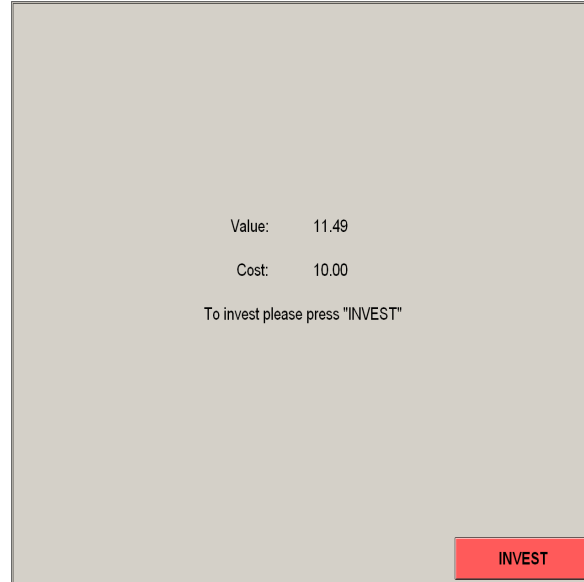 Value: 11.49
Cost: 10.00
To invest please press "INVEST"
INVEST